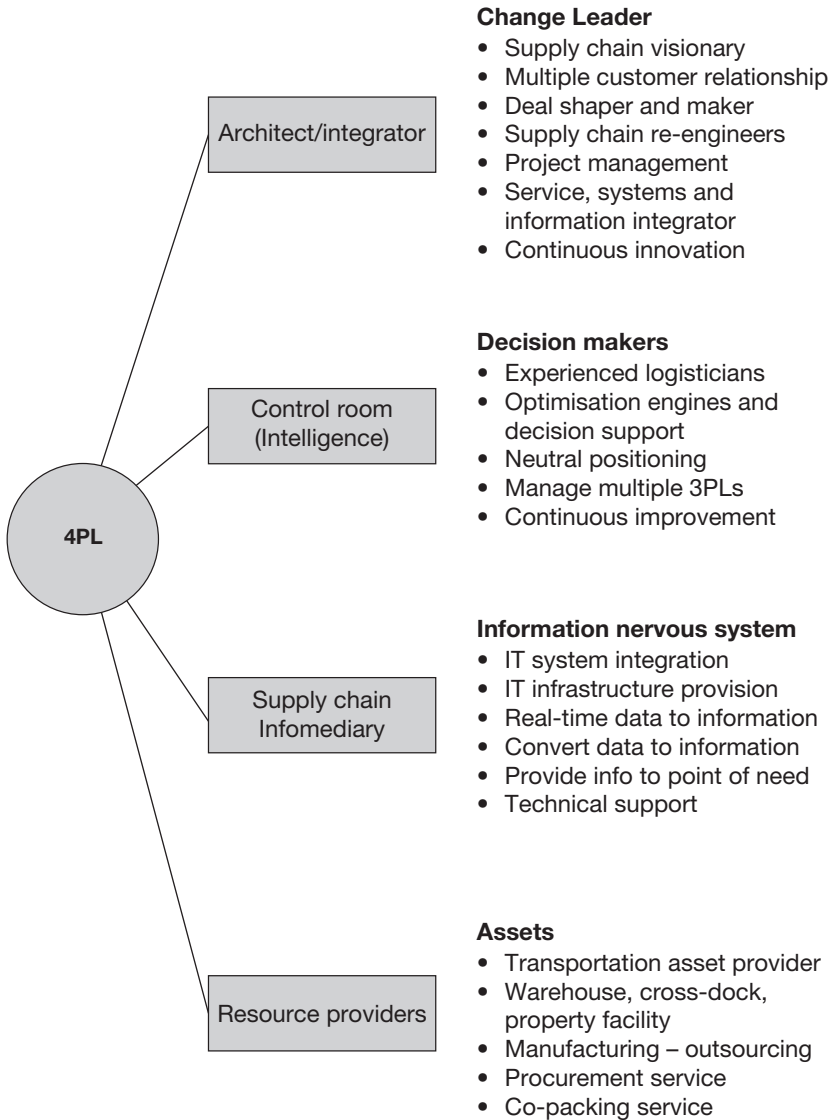 Change Leader
• Supply chain visionary
• Multiple customer relationship
• Deal shaper and maker
• Supply chain re-engineers
• Project management
• Service, systems and
information integrator
• Continuous innovation
Architect/integrator
Decision makers
• Experienced logisticians
• Optimisation engines and
decision support
• Neutral positioning
• Manage multiple 3PLs
• Continuous improvement
Control room
(Intelligence)
4PL
Information nervous system
• IT system integration
• IT infrastructure provision
• Real-time data to information
• Convert data to information
• Provide info to point of need
• Technical support
Supply chain
Infomediary
Assets
• Transportation asset provider
• Warehouse, cross-dock,
property facility
• Manufacturing – outsourcing
• Procurement service
• Co-packing service
Resource providers